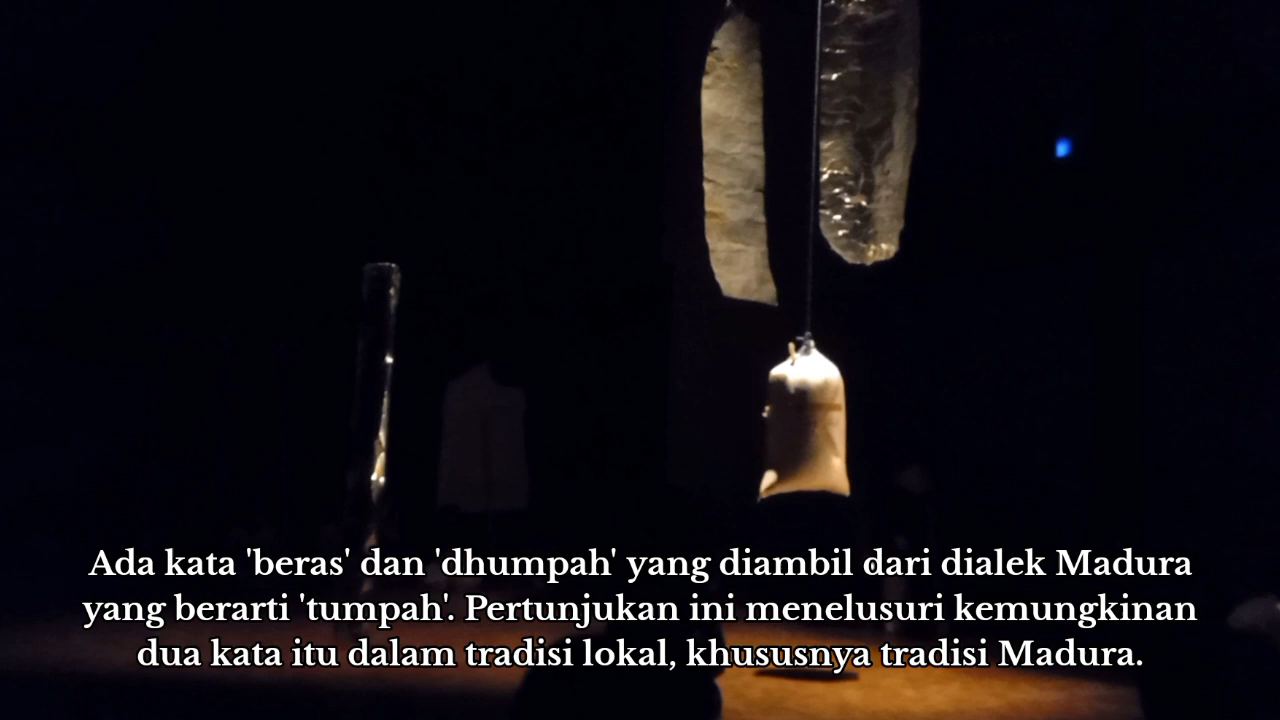 Ada kata 'beras' dan 'dhumpah' yang diambil dari dialek Madura
yang berarti 'tumpah'. Pertunjukan ini menelusuri kemungkinan
dua kata itu dalam tradisi lokal, khususnya tradisi Madura.